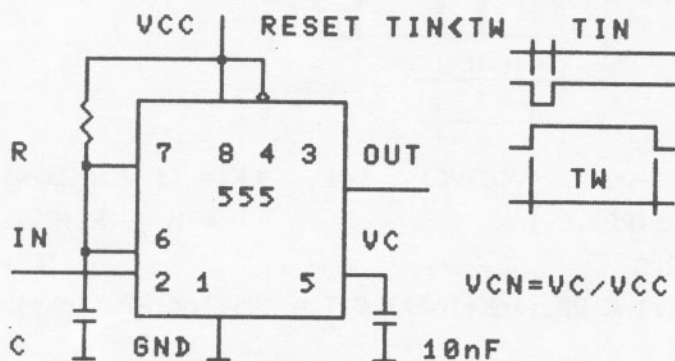 VCC RESET TIN<TW TIN
R 7 8 4 3 OUT
555 TW
IN 6 VC
2 1 5 VCN=VC/VCC
C GND 10nF